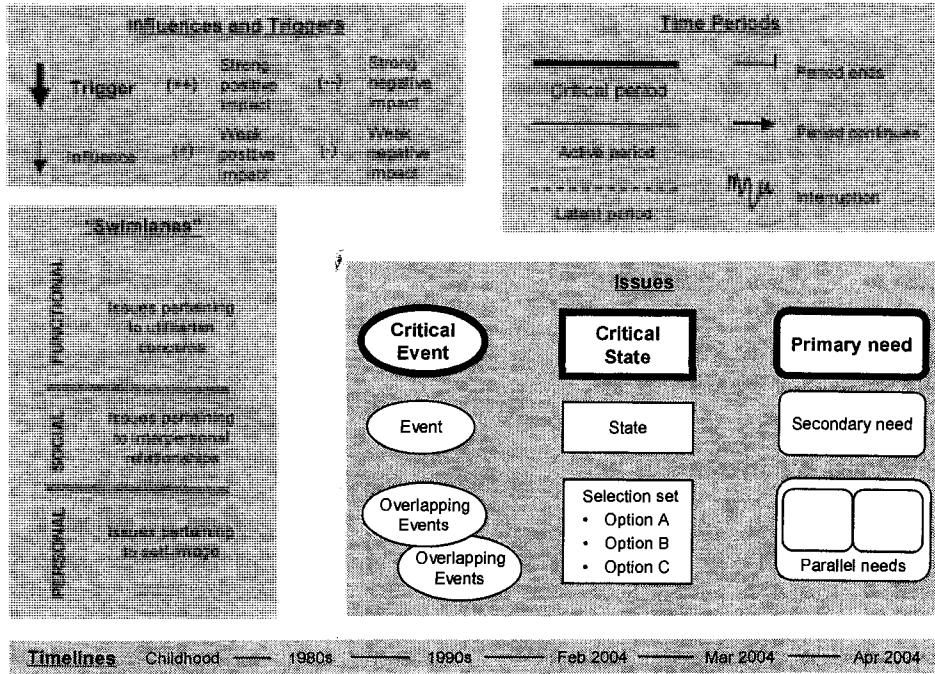 Influences and Triggers
Trigger
(++)
Strong
positive
impact
(--)
Strong
negative
impact
Influence
(+)
Weak
positive
impact
(-)
Weak
negative
impact
Time Periods
Critical period
Period ends
Active period
Period continues
Latent period
Interruption
"Swimlanes"
FUNCTIONAL
Issues pertaining
to utilitarian
concerns
SOCIAL
Issues pertaining
to interpersonal
relationships
PERSONAL
Issues pertaining
to self-image
Issues
Critical
Event
Critical
State
Primary need
Event
State
Secondary need
Overlapping
Events
Overlapping
Events
Selection set
• Option A
• Option B
• Option C
Parallel needs
Timelines Childhood 1980s 1990s Feb 2004 Mar 2004 Apr 2004